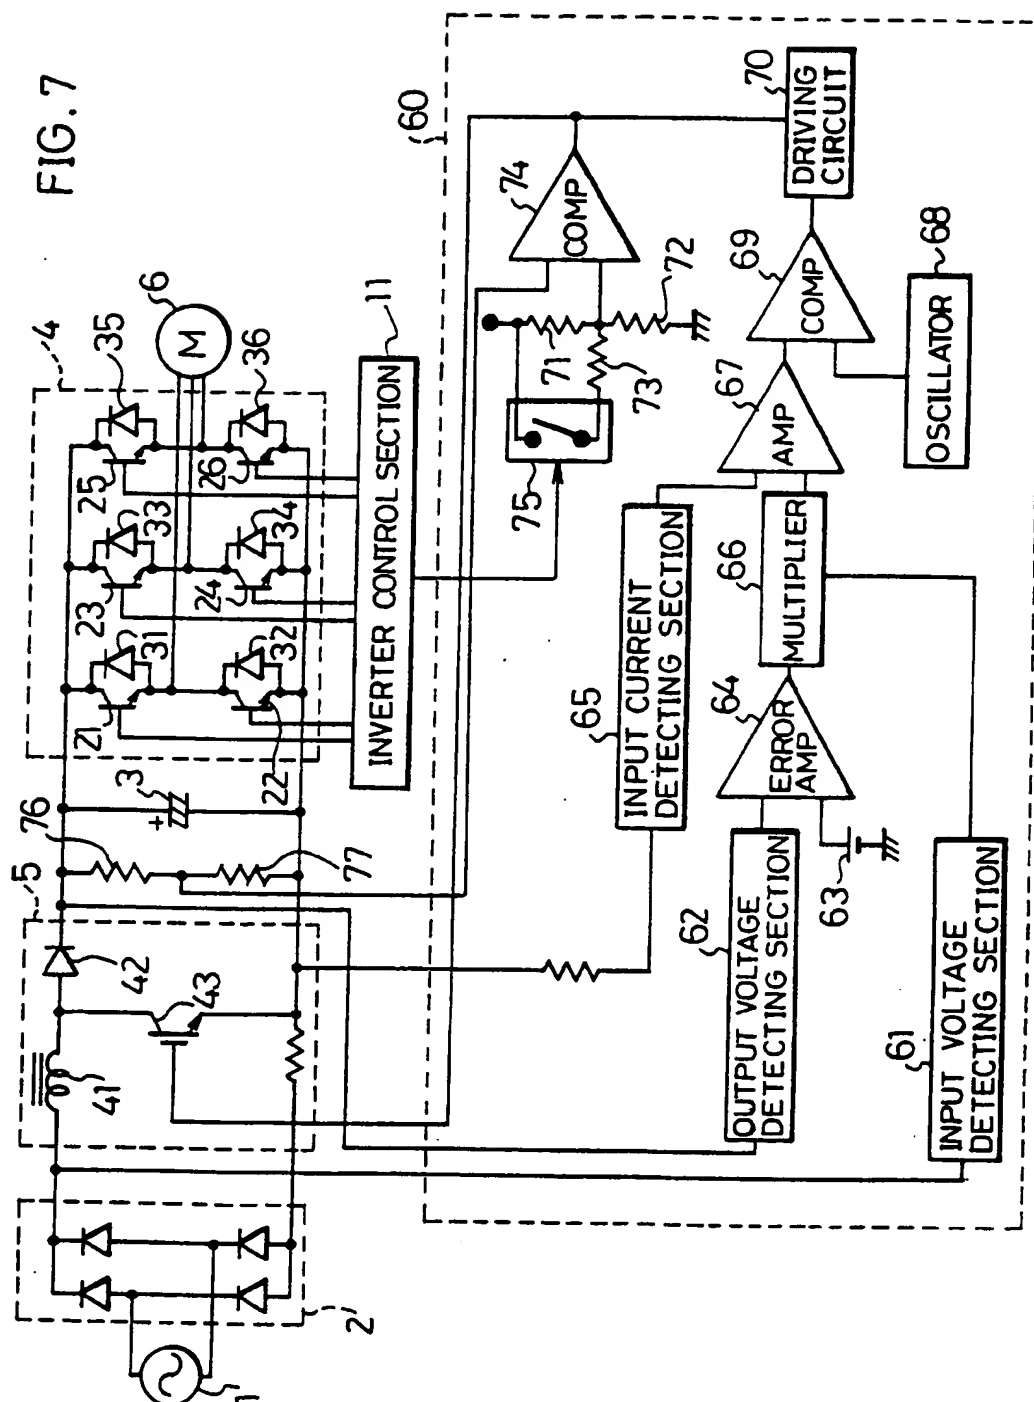 FIG. 7
4
35
6
M
36
25
26
33
34
23
24
31
32
21
22
11
INVERTER CONTROL SECTION
3
+
76
77
5
42
43
41
2
60
74
COMP
71
72
73
75
70
DRIVING
CIRCUIT
69
COMP
68
OSCILLATOR
67
AMP
66
MULTIPLIER
65
INPUT CURRENT
DETECTING SECTION
64
ERROR
AMP
63
62
OUTPUT VOLTAGE
DETECTING SECTION
61
INPUT VOLTAGE
DETECTING SECTION